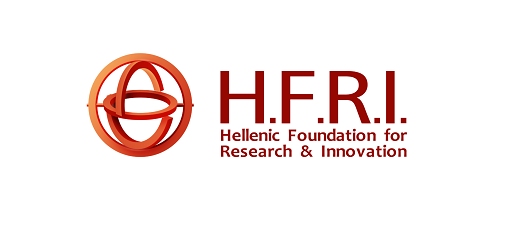 H.F.R.I.
Hellenic Foundation for
Research & Innovation